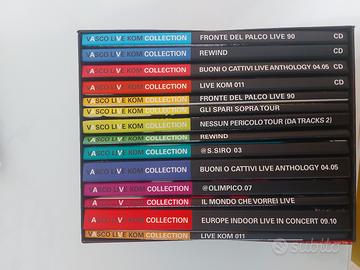 VASCO LIVE KOM COLLECTION FRONTE DEL PALCO LIVE 90 CD
VASCO LIVE KOM COLLECTION REWIND CD
VASCO LIVE KOM COLLECTION BUONI O CATTIVI LIVE ANTHOLOGY 04.05 CD
VASCO LIVE KOM COLLECTION LIVE KOM 011 CD
VASCO LIVE KOM COLLECTION FRONTE DEL PALCO LIVE 90
VASCO LIVE KOM COLLECTION GLI SPARI SOPRA TOUR
VASCO LIVE KOM COLLECTION NESSUN PERICOLO TOUR (DA TRACKS 2)
VASCO LIVE KOM COLLECTION REWIND
VASCO LIVE KOM COLLECTION @S.SIRO 03
VASCO LIVE KOM COLLECTION BUONI O CATTIVI LIVE ANTHOLOGY 04.05
VASCO LIVE KOM COLLECTION @OLIMPICO.07
VASCO LIVE KOM COLLECTION IL MONDO CHE VORREI LIVE
VASCO LIVE KOM COLLECTION EUROPE INDOOR LIVE IN CONCERT 09.10
VASCO LIVE KOM COLLECTION LIVE KOM 011
subito